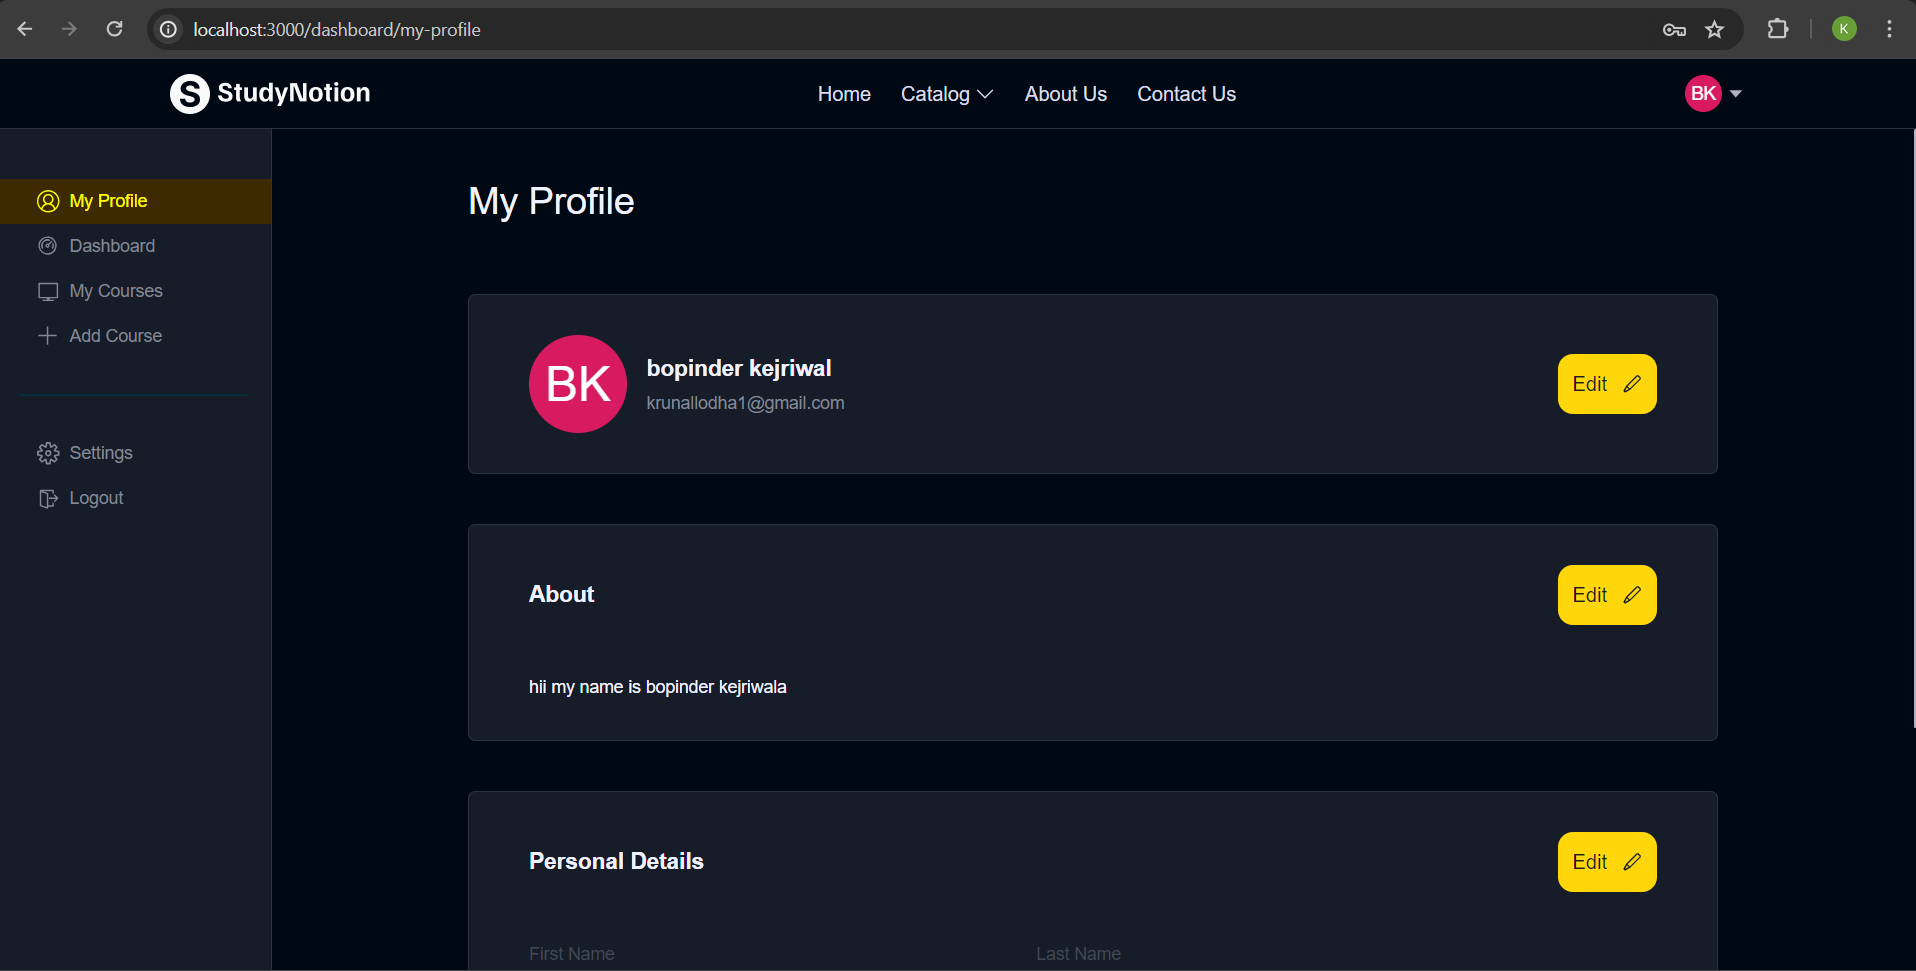 localhost:3000/dashboard/my-profile
K
S StudyNotion
Home Catalog About Us Contact Us
BK
My Profile
Dashboard
My Courses
Add Course
Settings
Logout
My Profile
BK
bopinder kejriwal
krunallodha1@gmail.com
Edit
About
Edit
hii my name is bopinder kejriwala
Personal Details
Edit
First Name Last Name